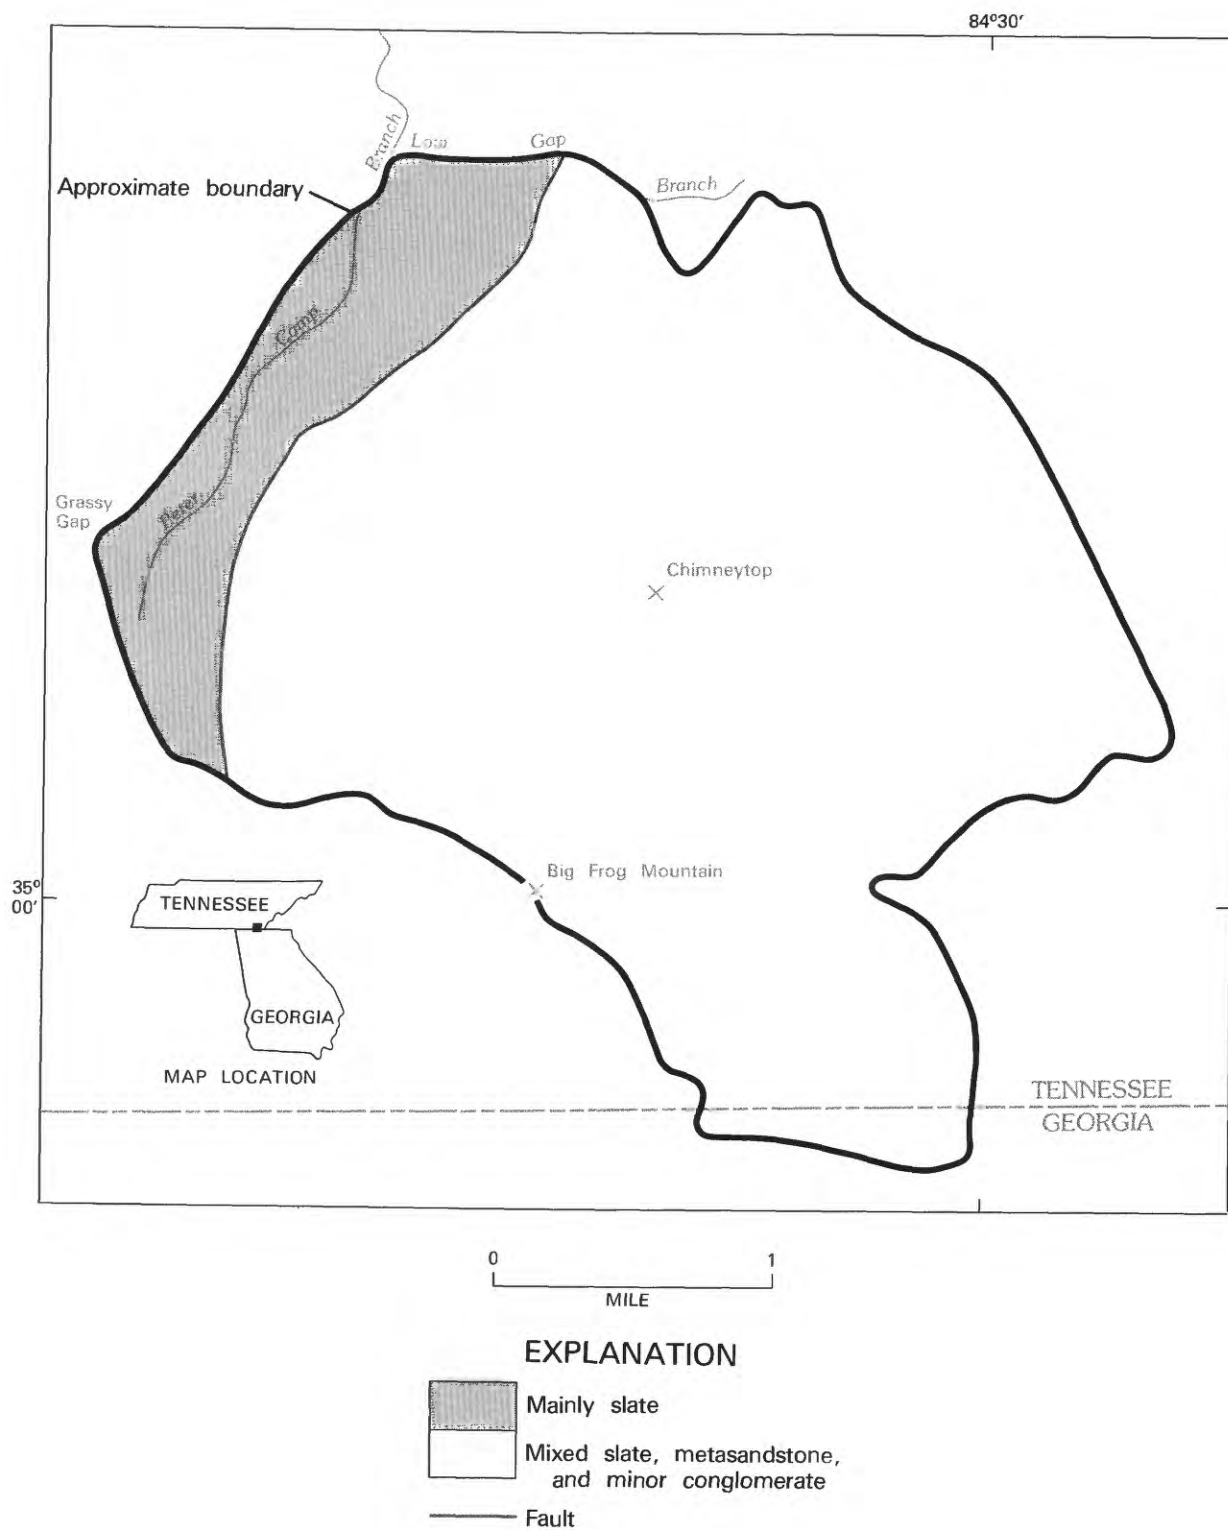 84°30′
Branch
Low Gap
Approximate boundary
Branch
Camp
Grassy
Gap
Peter
Chimneytop
Big Frog Mountain
35°
00′
TENNESSEE
GEORGIA
MAP LOCATION
TENNESSEE
GEORGIA
0 1
MILE
EXPLANATION
Mainly slate
Mixed slate, metasandstone,
and minor conglomerate
Fault